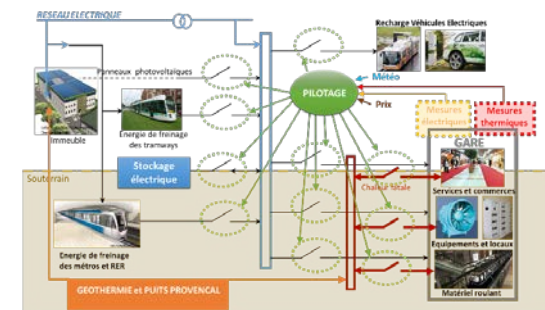 RESEAU ELECTRIQUE
Recharge Véhicules Electriques
Panneaux photovoltaïques
Météo
PILOTAGE
Prix
Mesures
électriques
Mesures
thermiques
Immeuble
Energie de freinage
des tramways
GARE
Stockage
électrique
Souterrain
Chaleur fatale
Services et commerces
Equipements et locaux
Energie de freinage
des métros et RER
Matériel roulant
GEOTHERMIE et PUITS PROVENCAL